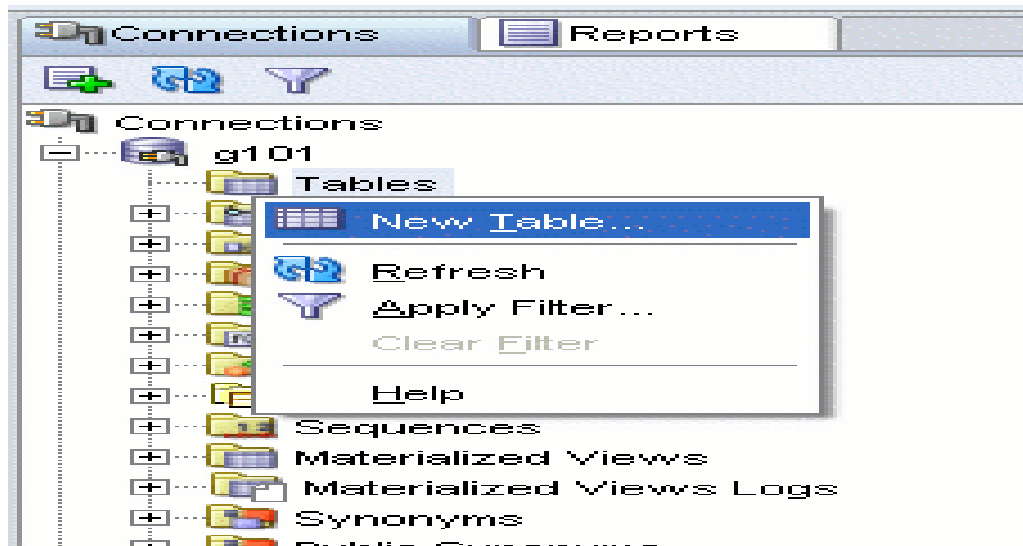 Connections Reports
Connections
g101
Tables
New Table...
Refresh
Apply Filter...
Clear Filter
Help
Sequences
Materialized Views
Materialized Views Logs
Synonyms